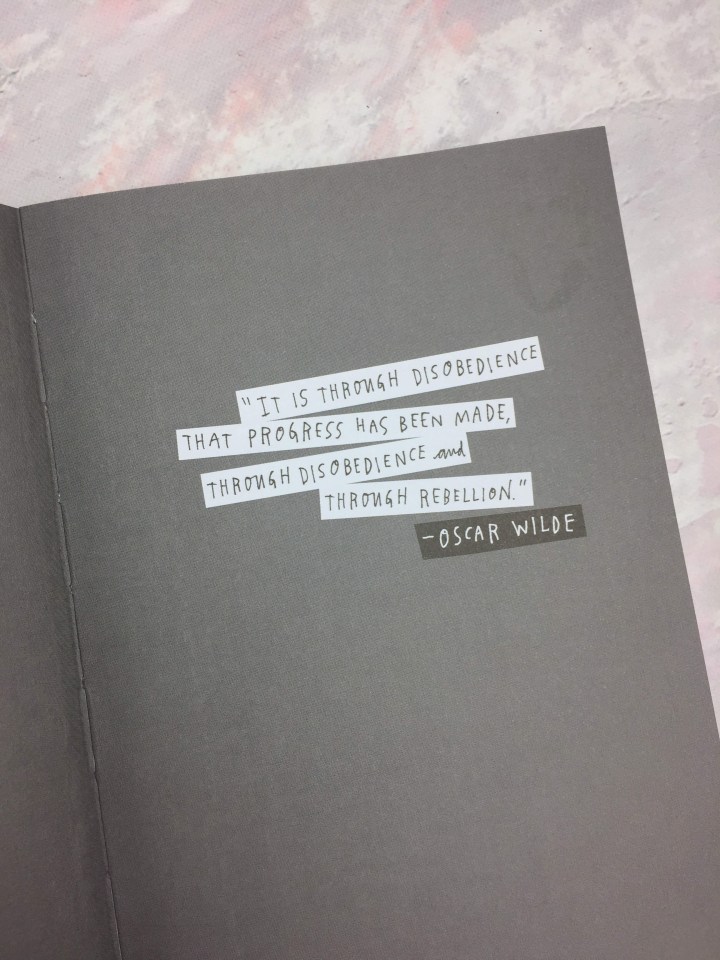 "IT IS THROUGH DISOBEDIENCE
THAT PROGRESS HAS BEEN MADE,
THROUGH DISOBEDIENCE and
THROUGH REBELLION."
-OSCAR WILDE